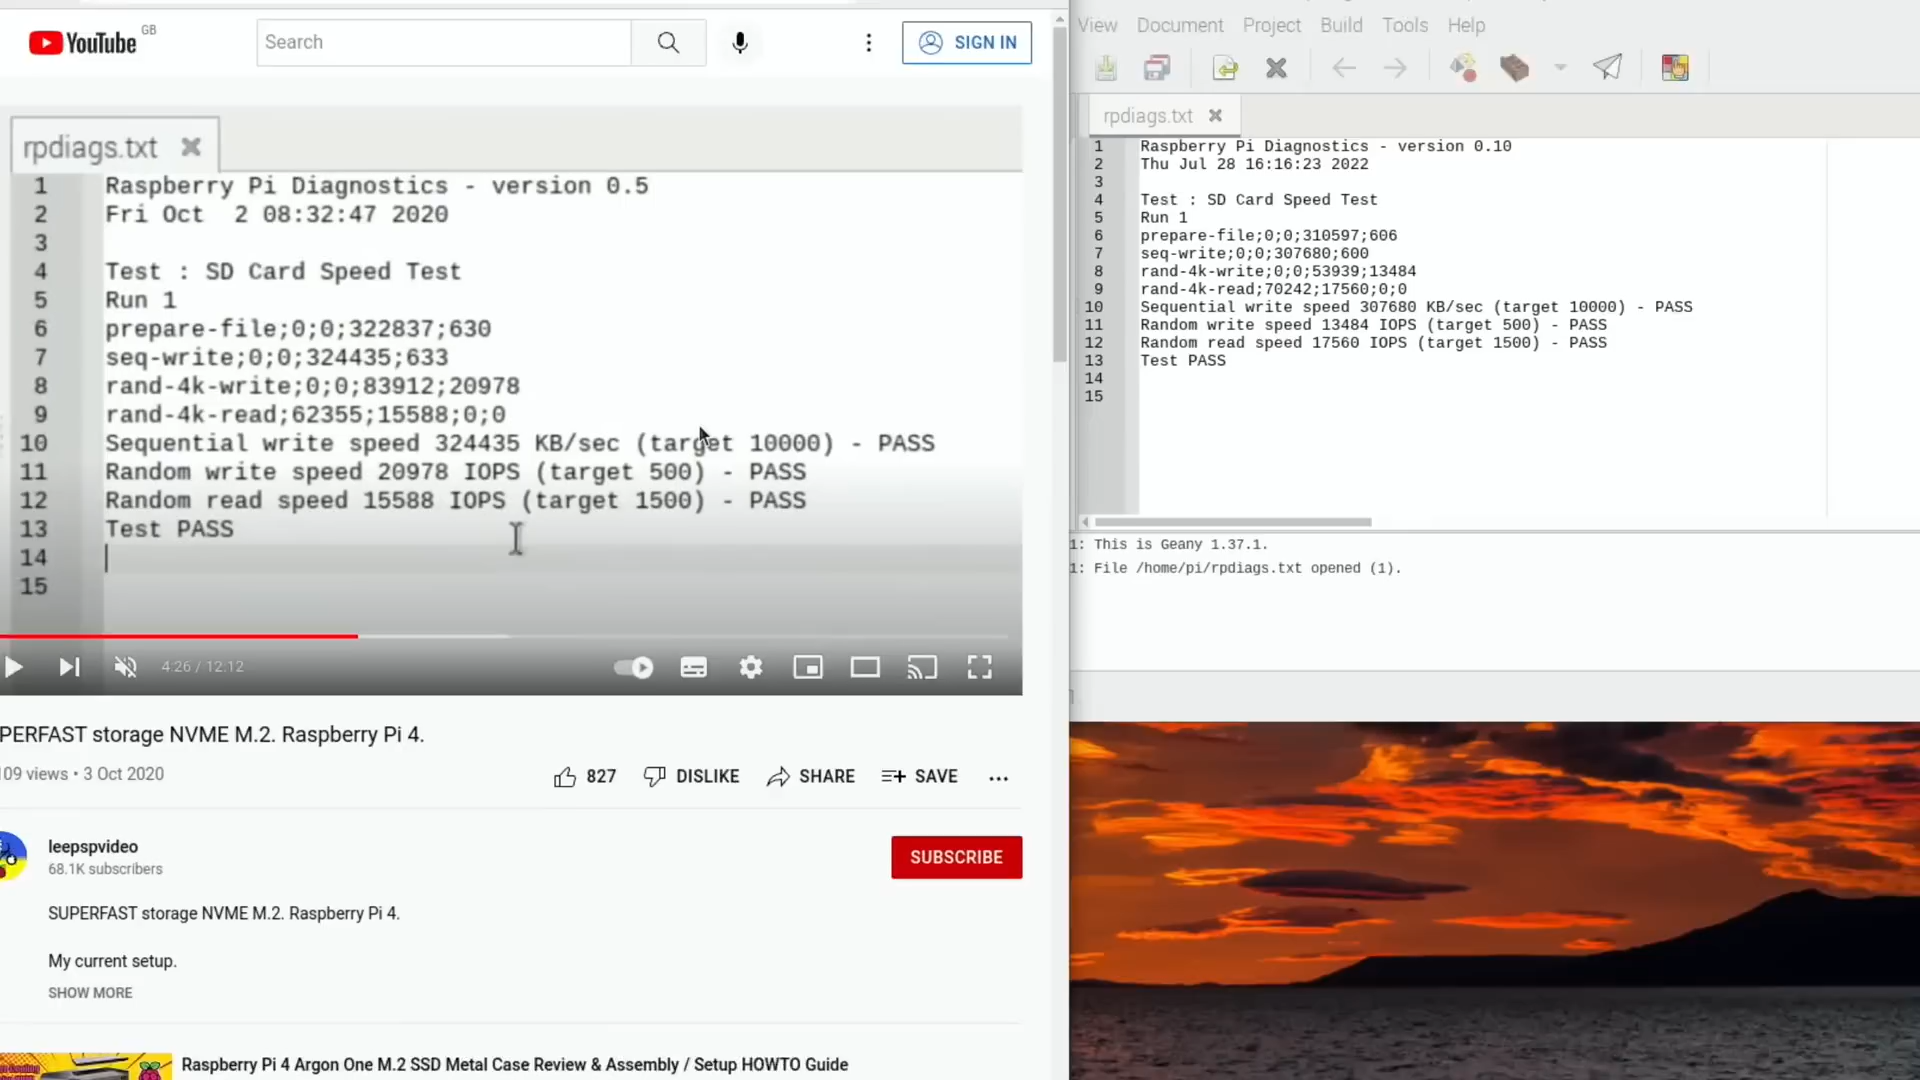 YouTube GB
Search
SIGN IN
rpdiags.txt
1 Raspberry Pi Diagnostics - version 0.5
2 Fri Oct  2 08:32:47 2020
3
4 Test : SD Card Speed Test
5 Run 1
6 prepare-file;0;0;322837;630
7 seq-write;0;0;324435;633
8 rand-4k-write;0;0;83912;20978
9 rand-4k-read;62355;15588;0;0
10 Sequential write speed 324435 KB/sec (target 10000) - PASS
11 Random write speed 20978 IOPS (target 500) - PASS
12 Random read speed 15588 IOPS (target 1500) - PASS
13 Test PASS
14
15
4:26 / 12:12
PERFAST storage NVME M.2. Raspberry Pi 4.
109 views • 3 Oct 2020
827 DISLIKE SHARE SAVE
leepspvideo
68.1K subscribers
SUBSCRIBE
SUPERFAST storage NVME M.2. Raspberry Pi 4.
My current setup.
SHOW MORE
Raspberry Pi 4 Argon One M.2 SSD Metal Case Review & Assembly / Setup HOWTO Guide
View Document Project Build Tools Help
rpdiags.txt
1 Raspberry Pi Diagnostics - version 0.10
2 Thu Jul 28 16:16:23 2022
3
4 Test : SD Card Speed Test
5 Run 1
6 prepare-file;0;0;310597;606
7 seq-write;0;0;307680;600
8 rand-4k-write;0;0;53939;13484
9 rand-4k-read;70242;17560;0;0
10 Sequential write speed 307680 KB/sec (target 10000) - PASS
11 Random write speed 13484 IOPS (target 500) - PASS
12 Random read speed 17560 IOPS (target 1500) - PASS
13 Test PASS
14
15
1: This is Geany 1.37.1.
1: File /home/pi/rpdiags.txt opened (1).